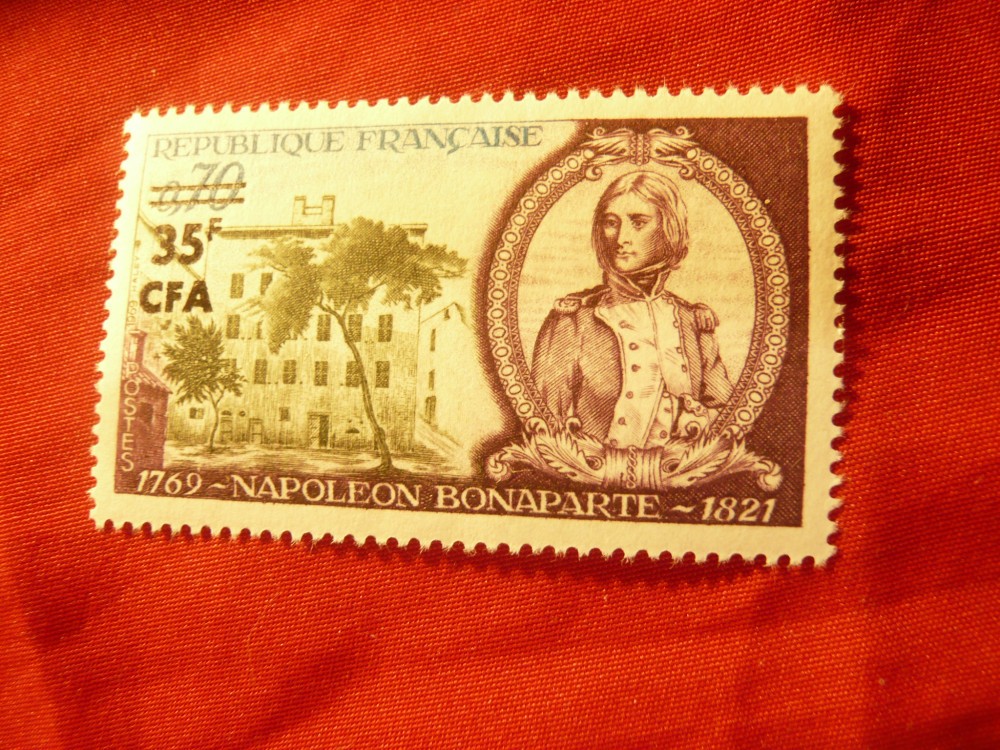 REPUBLIQUE FRANÇAISE
0,70
35F
CFA
POSTES
1769 ~ NAPOLEON BONAPARTE ~ 1821